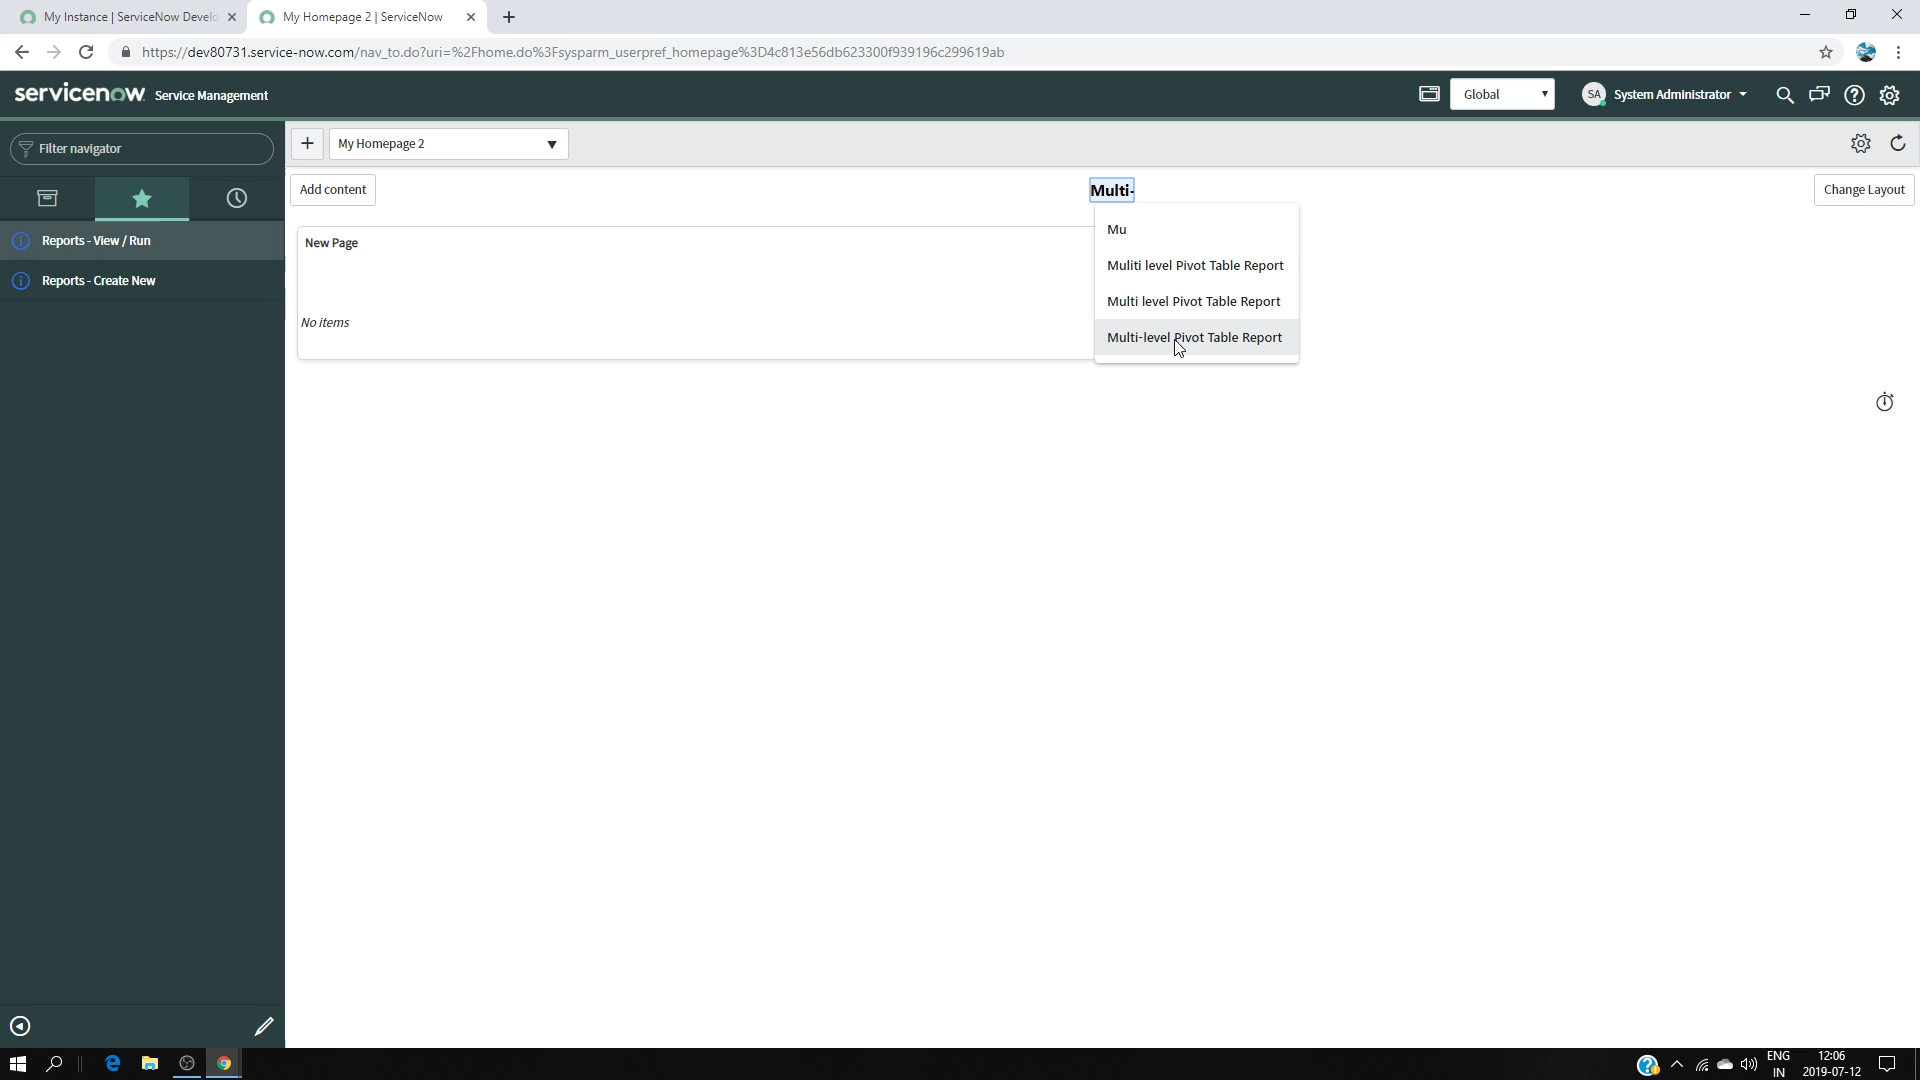 My Instance | ServiceNow Develo
My Homepage 2 | ServiceNow
https://dev80731.service-now.com/nav_to.do?uri=%2Fhome.do%3Fsysparm_userpref_homepage%3D4c813e56db623300f939196c299619ab
servicenow Service Management
Global
SA System Administrator
Filter navigator
My Homepage 2
Add content
Multi-
Change Layout
Reports - View / Run
Reports - Create New
New Page
No items
Mu
Muliti level Pivot Table Report
Multi level Pivot Table Report
Multi-level Pivot Table Report
ENG
IN
12:06
2019-07-12